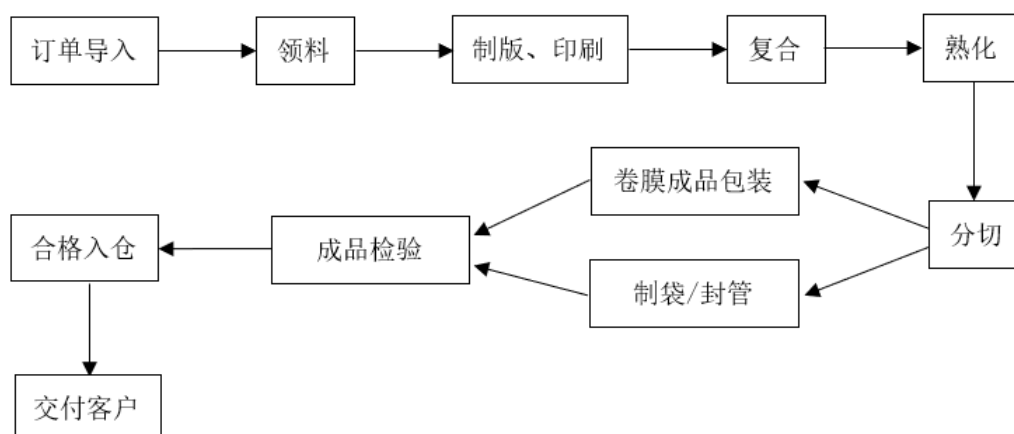 订单导入
领料
制版、印刷
复合
熟化
卷膜成品包装
分切
合格入仓
成品检验
制袋/封管
交付客户